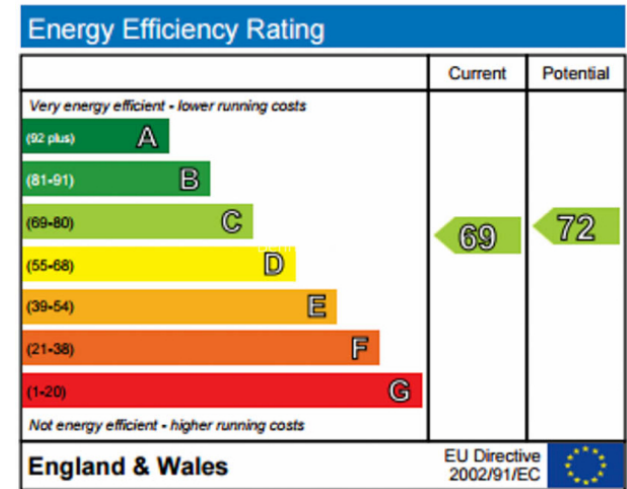 Energy Efficiency Rating
Current Potential
Very energy efficient - lower running costs
(92 plus) A
(81-91) B
(69-80) C
(55-68) D
(39-54) E
(21-38) F
(1-20) G
69
72
Not energy efficient - higher running costs
England & Wales
EU Directive
2002/91/EC